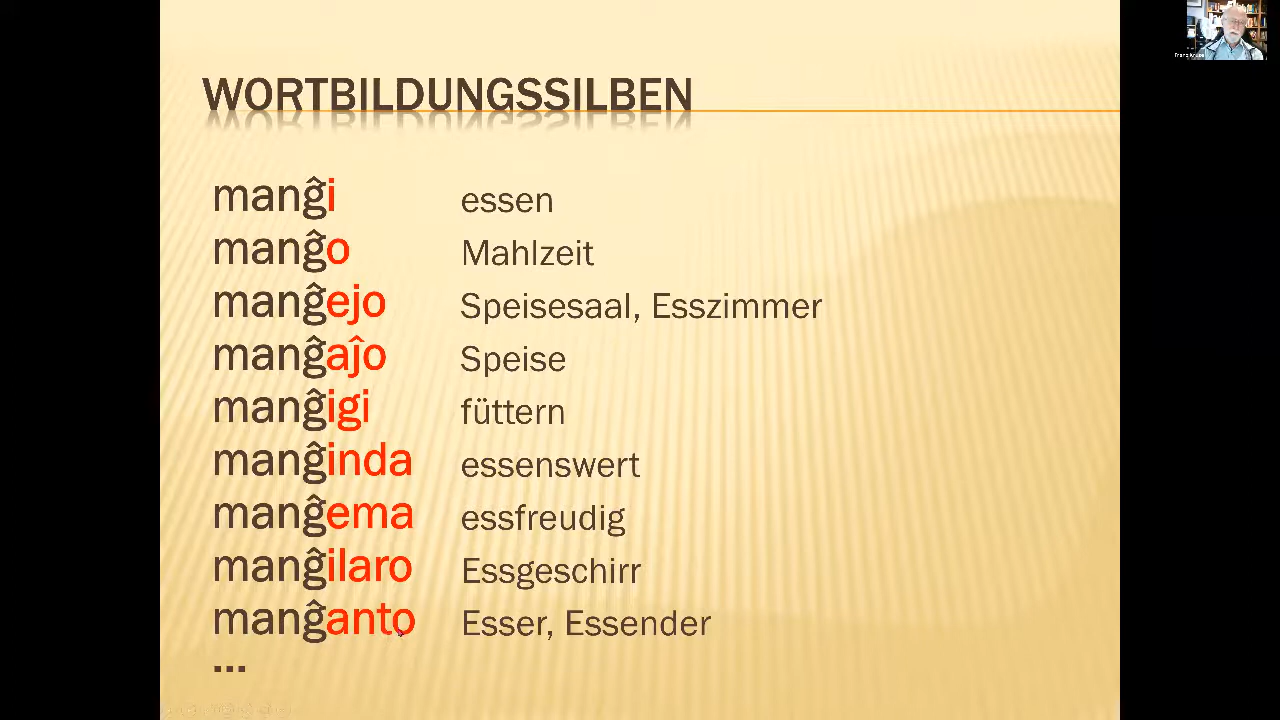 WORTBILDUNGSSILBEN
manĝi essen
manĝo Mahlzeit
manĝejo Speisesaal, Esszimmer
manĝaĵo Speise
manĝigi füttern
manĝinda essenswert
manĝema essfreudig
manĝilaro Essgeschirr
manĝanto Esser, Essender
...